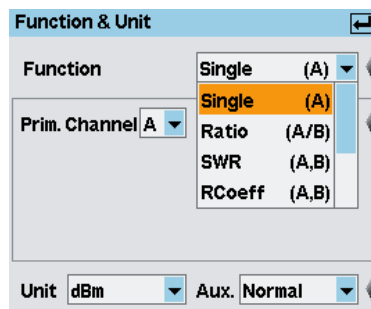 Function & Unit
Function Single (A)
Single (A)
Prim. Channel A
Ratio (A/B)
SWR (A,B)
RCoeff (A,B)
Unit dBm Aux. Normal